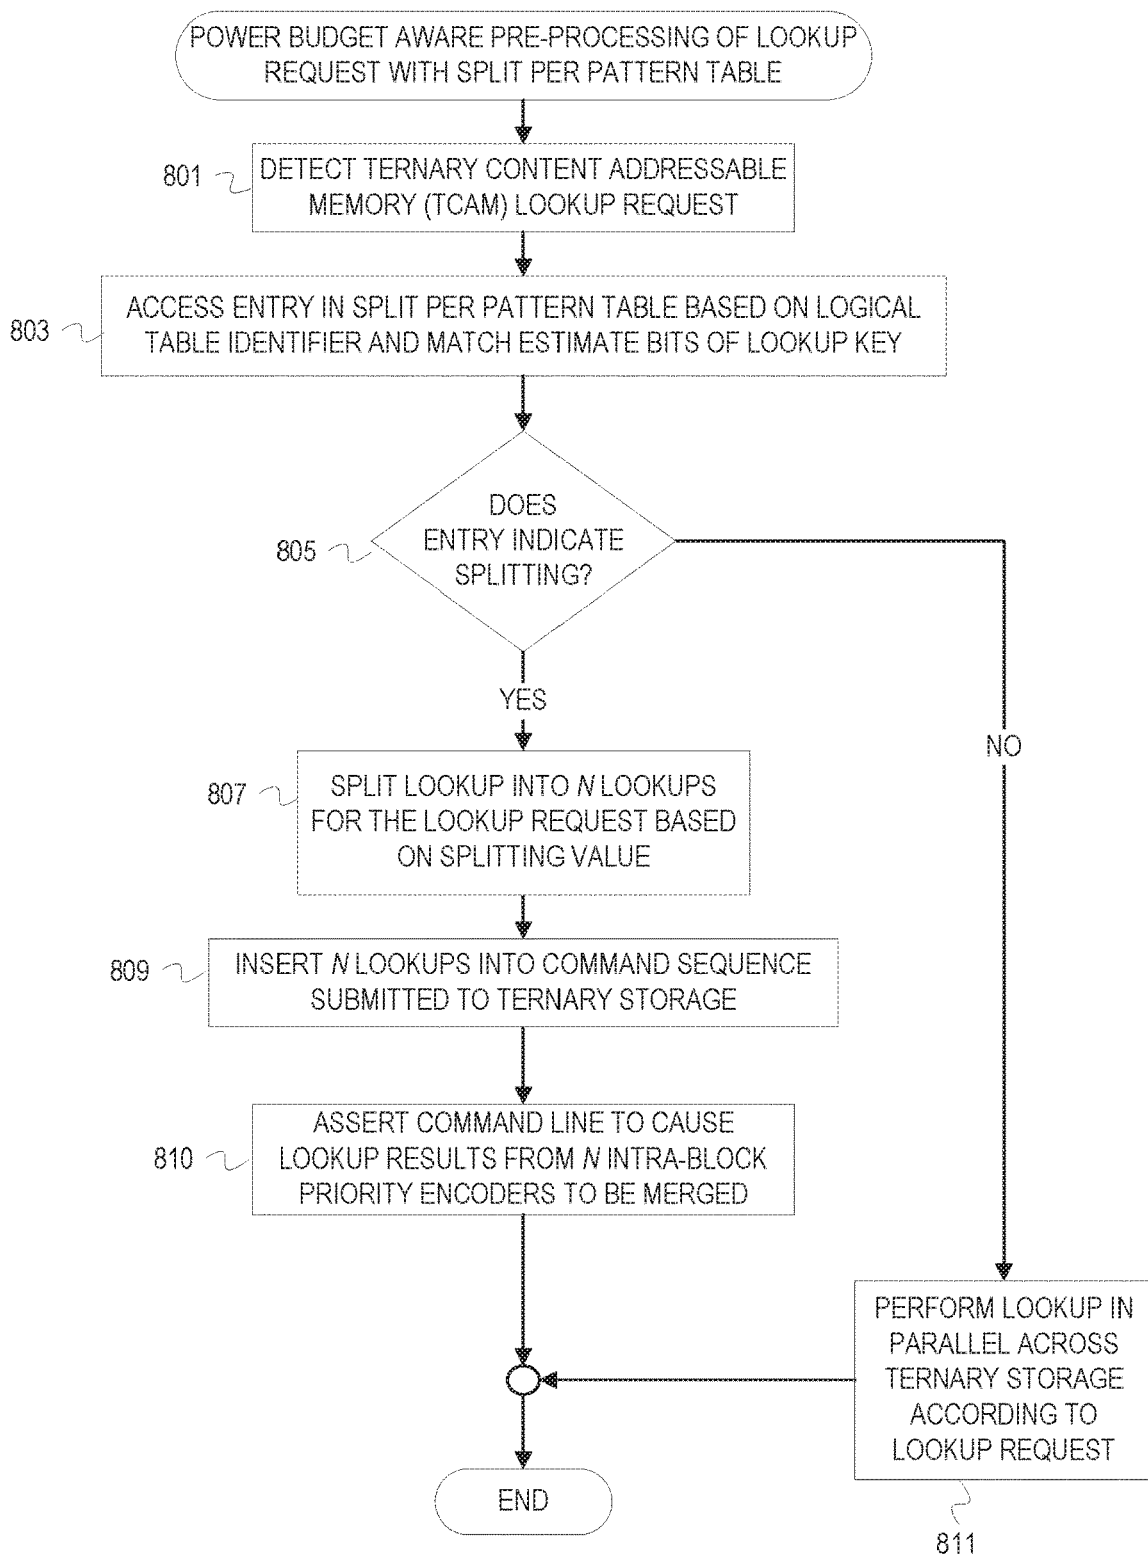 POWER BUDGET AWARE PRE-PROCESSING OF LOOKUP
REQUEST WITH SPLIT PER PATTERN TABLE
801
DETECT TERNARY CONTENT ADDRESSABLE
MEMORY (TCAM) LOOKUP REQUEST
803
ACCESS ENTRY IN SPLIT PER PATTERN TABLE BASED ON LOGICAL
TABLE IDENTIFIER AND MATCH ESTIMATE BITS OF LOOKUP KEY
805
DOES
ENTRY INDICATE
SPLITTING?
YES
NO
807
SPLIT LOOKUP INTO N LOOKUPS
FOR THE LOOKUP REQUEST BASED
ON SPLITTING VALUE
809
INSERT N LOOKUPS INTO COMMAND SEQUENCE
SUBMITTED TO TERNARY STORAGE
810
ASSERT COMMAND LINE TO CAUSE
LOOKUP RESULTS FROM N INTRA-BLOCK
PRIORITY ENCODERS TO BE MERGED
PERFORM LOOKUP IN
PARALLEL ACROSS
TERNARY STORAGE
ACCORDING TO
LOOKUP REQUEST
811
END